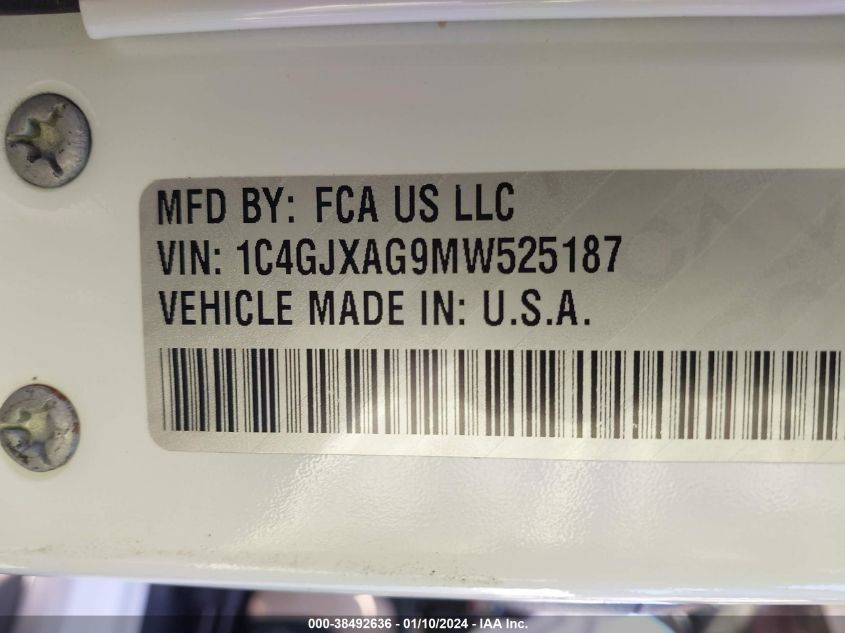 MFD BY: FCA US LLC
VIN: 1C4GJXAG9MW525187
VEHICLE MADE IN: U.S.A.
000-38492636 - 01/10/2024 - IAA Inc.